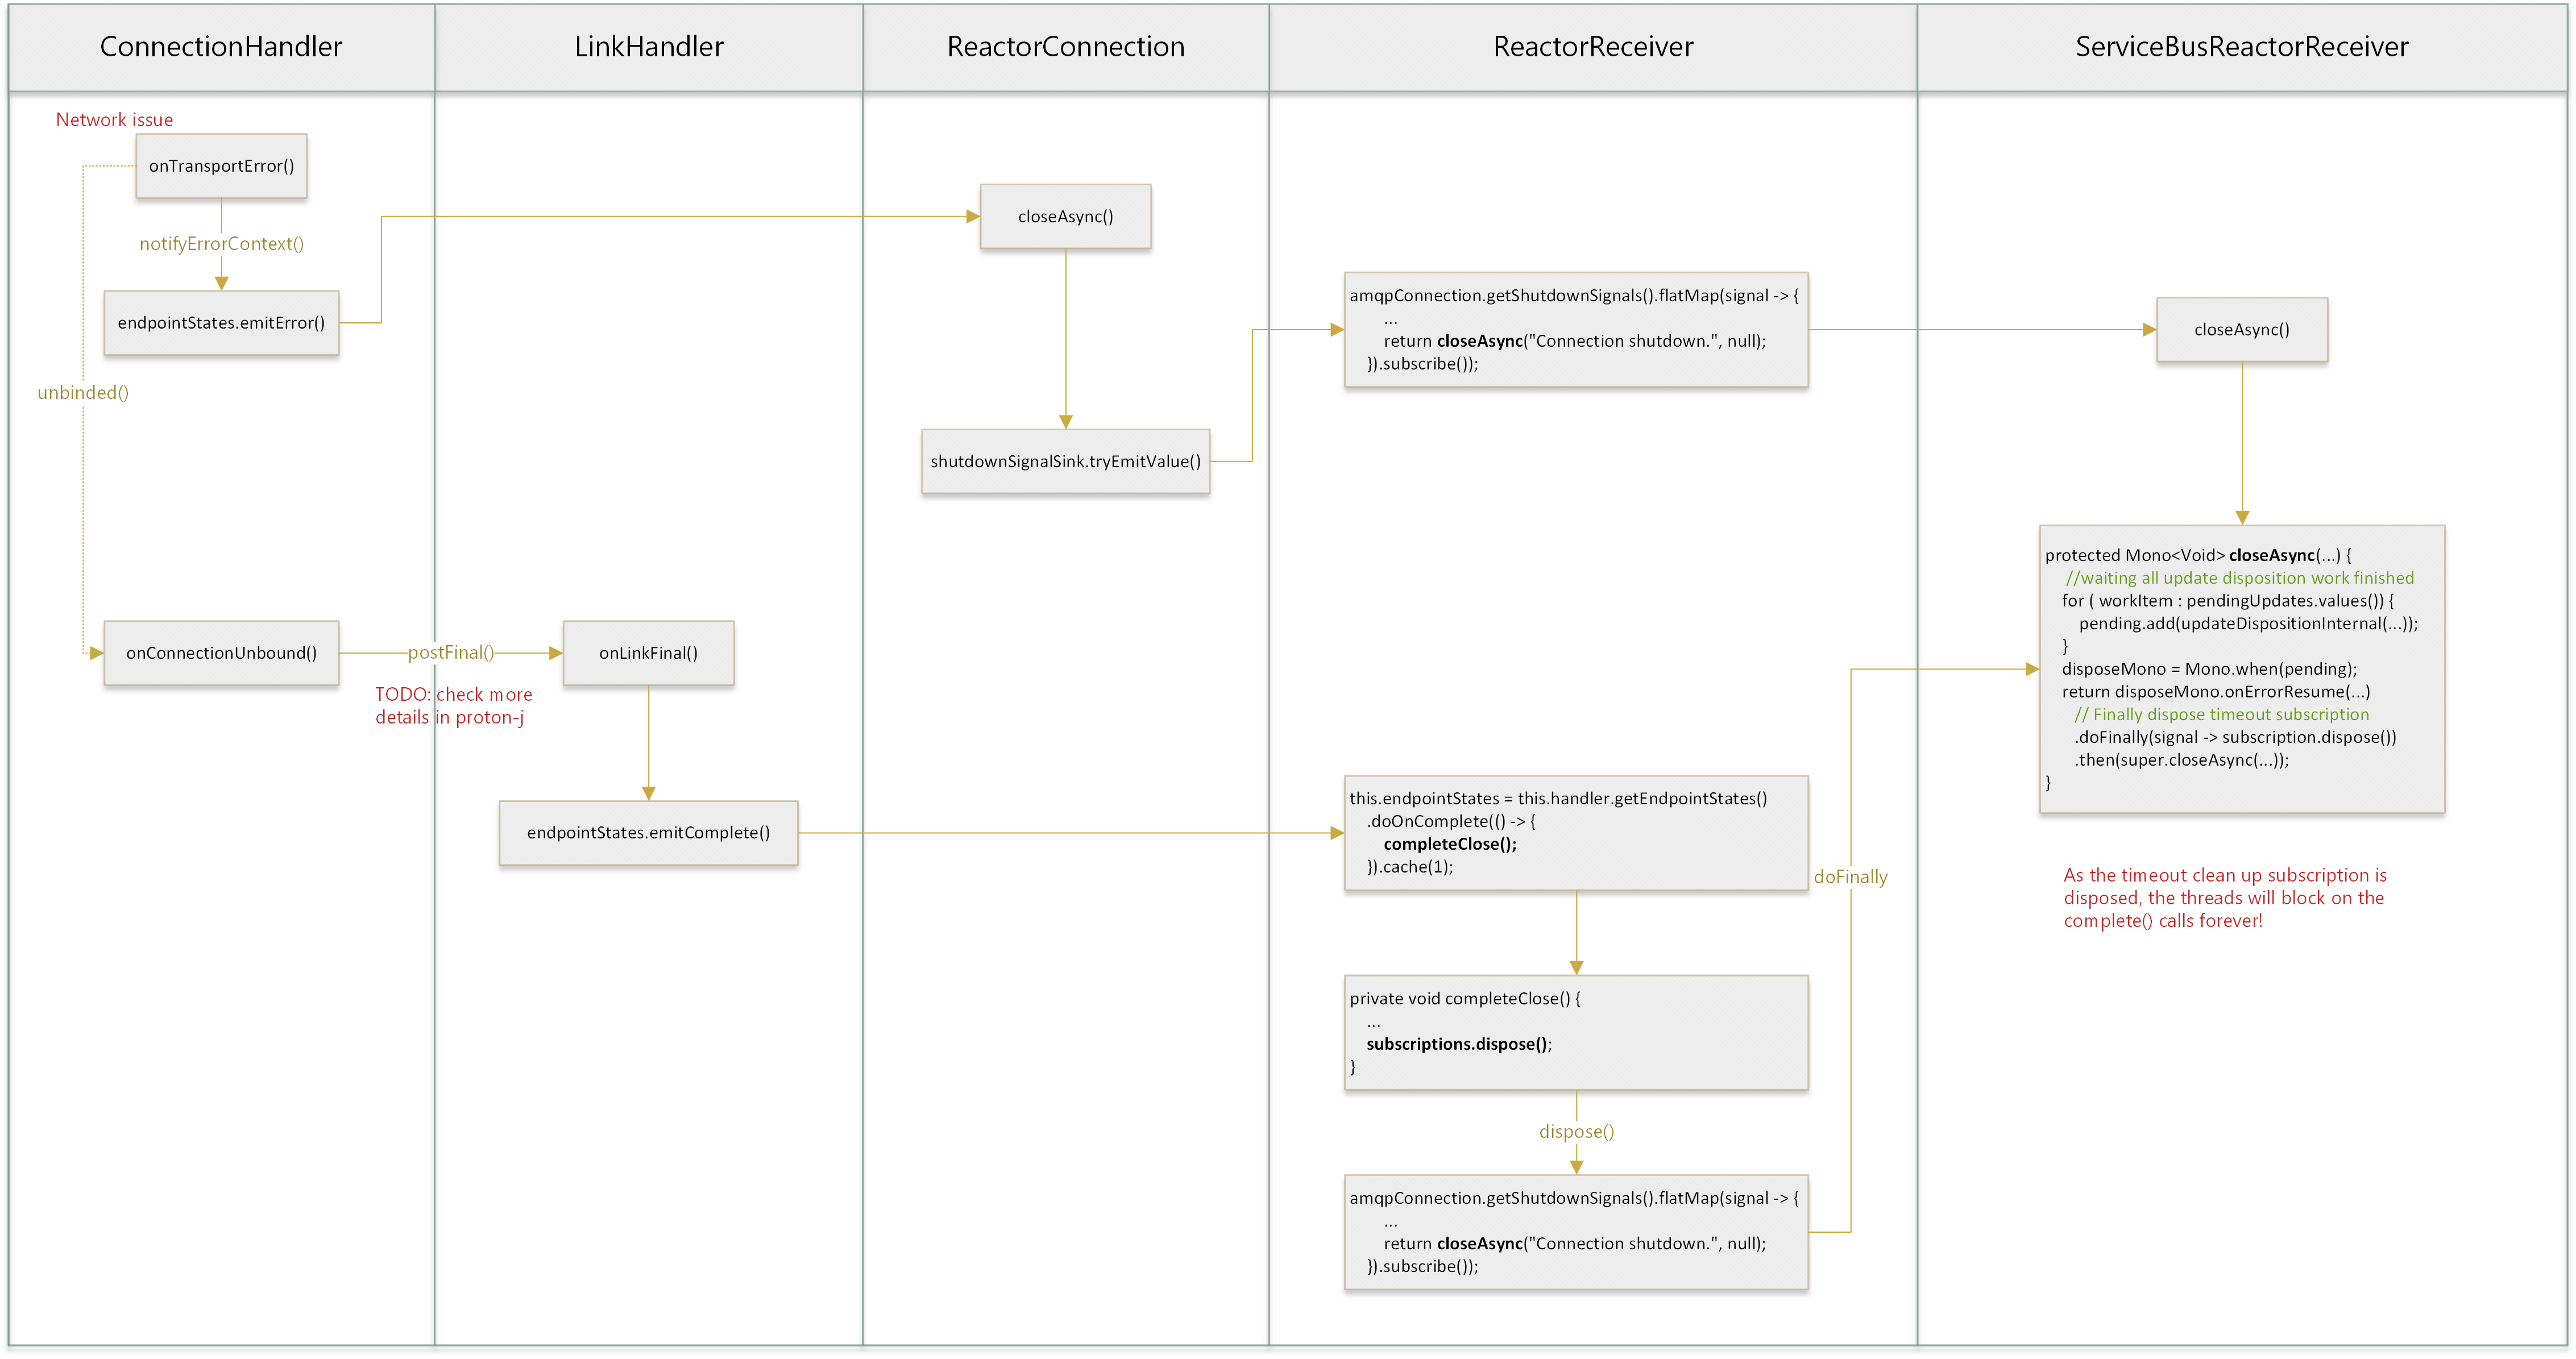 ConnectionHandler
LinkHandler
ReactorConnection
ReactorReceiver
ServiceBusReactorReceiver
Network issue
onTransportError()
notifyErrorContext()
endpointStates.emitError()
unbinded()
onConnectionUnbound()
postFinal()
TODO: check more
details in proton-j
onLinkFinal()
endpointStates.emitComplete()
closeAsync()
shutdownSignalSink.tryEmitValue()
amqpConnection.getShutdownSignals().flatMap(signal -> {
...
return closeAsync("Connection shutdown.", null);
}).subscribe());
this.endpointStates = this.handler.getEndpointStates()
.doOnComplete(() -> {
completeClose();
}).cache(1);
private void completeClose() {
...
subscriptions.dispose();
}
dispose()
amqpConnection.getShutdownSignals().flatMap(signal -> {
...
return closeAsync("Connection shutdown.", null);
}).subscribe());
doFinally
closeAsync()
protected Mono<Void> closeAsync(...) {
//waiting all update disposition work finished
for ( workItem : pendingUpdates.values()) {
pending.add(updateDispositionInternal(...));
}
disposeMono = Mono.when(pending);
return disposeMono.onErrorResume(...)
// Finally dispose timeout subscription
.doFinally(signal -> subscription.dispose())
.then(super.closeAsync(...));
}
As the timeout clean up subscription is
disposed, the threads will block on the
complete() calls forever!